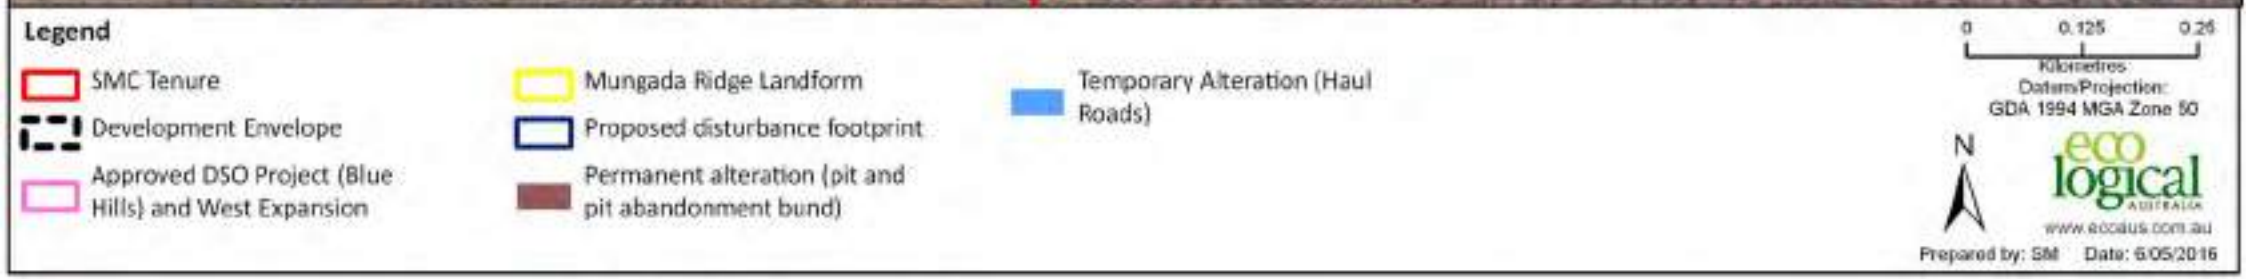 Legend
SMC Tenure
Development Envelope
Approved DSO Project (Blue
Hills) and West Expansion
Mungada Ridge Landform
Proposed disturbance footprint
Permanent alteration (pit and
pit abandonment bund)
Temporary Alteration (Haul
Roads)
0 0.125 0.25
Kilometres
Datum/Projection:
GDA 1994 MGA Zone 50
N
eco
logical
AUSTRALIA
www.ecoaus.com.au
Prepared by: SM Date: 6/05/2016